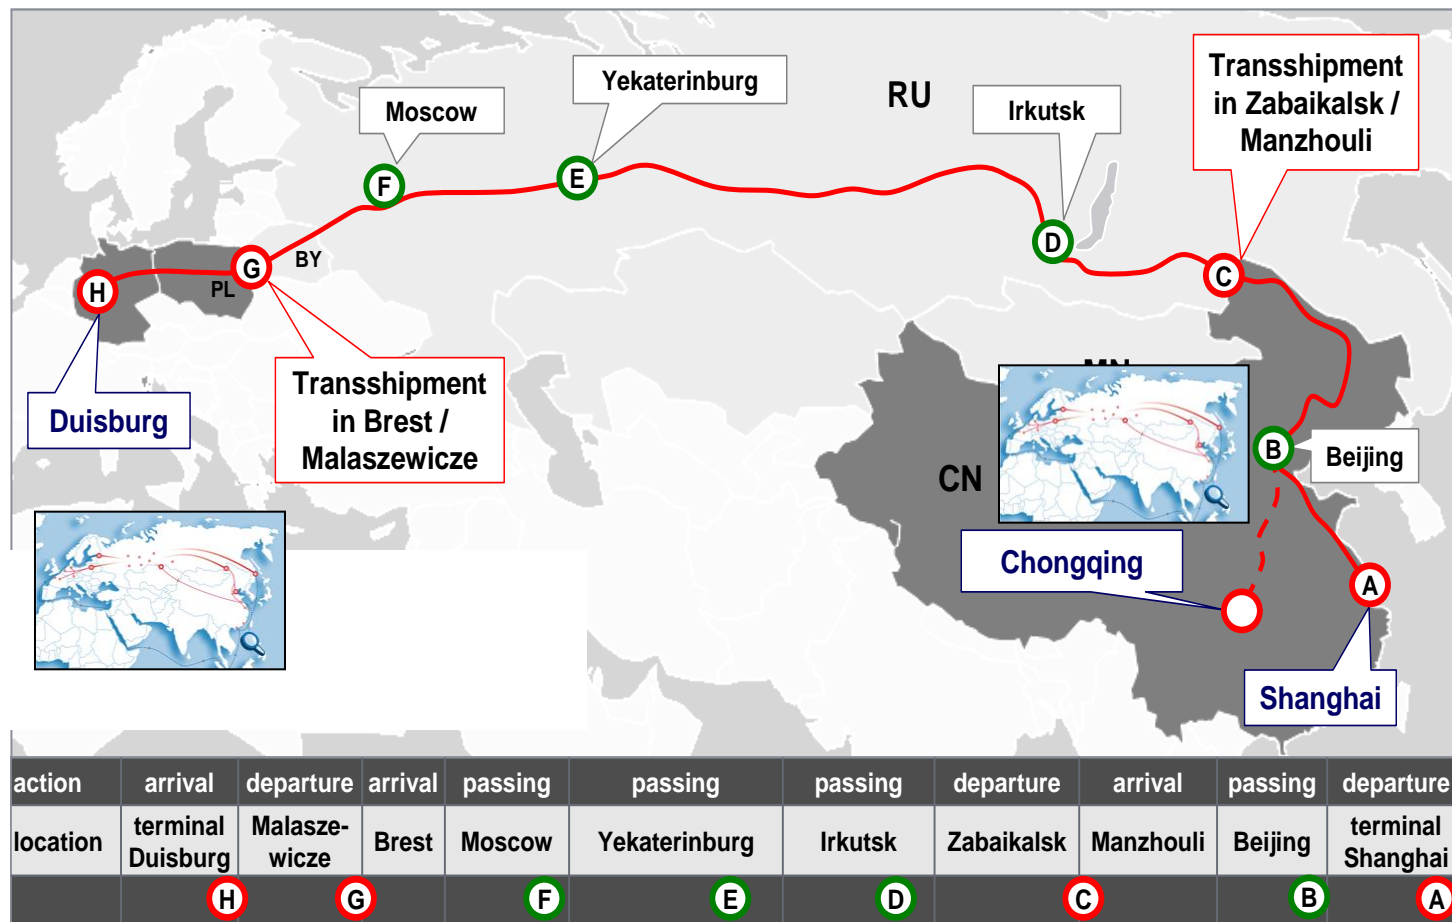 Yekaterinburg
Moscow
RU
Irkutsk
Transshipment
in Zabaikalsk /
Manzhouli
F
E
D
C
G
BY
H
PL
Duisburg
Transshipment
in Brest /
Malaszewicze
MN
B
Beijing
CN
Chongqing
A
Shanghai
action arrival departure arrival passing passing passing departure arrival passing departure
location terminal Duisburg Malasze-wicze Brest Moscow Yekaterinburg Irkutsk Zabaikalsk Manzhouli Beijing terminal Shanghai
H G F E D C B A